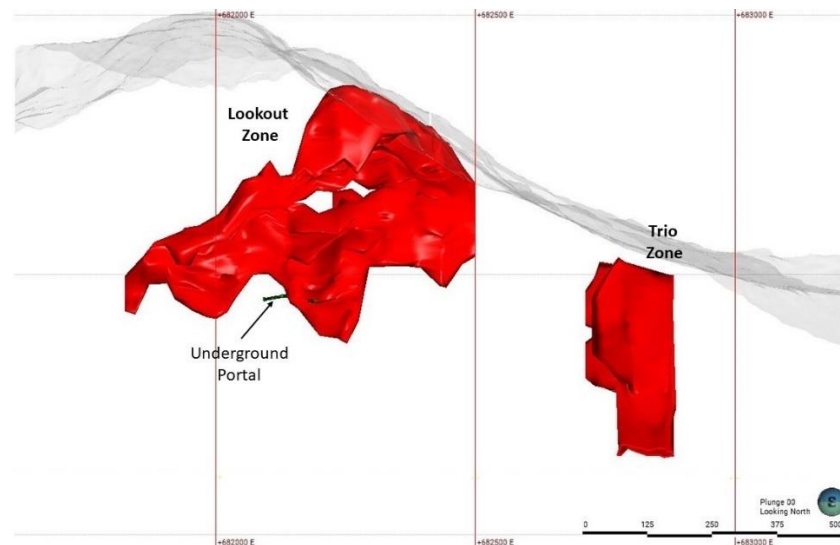 +682000 E
+682500 E
+683000 E
Lookout
Zone
Trio
Zone
Underground
Portal
Plunge 00
Looking North
0
125
250
375
500
+682000 E
+682500 E
+683000 E